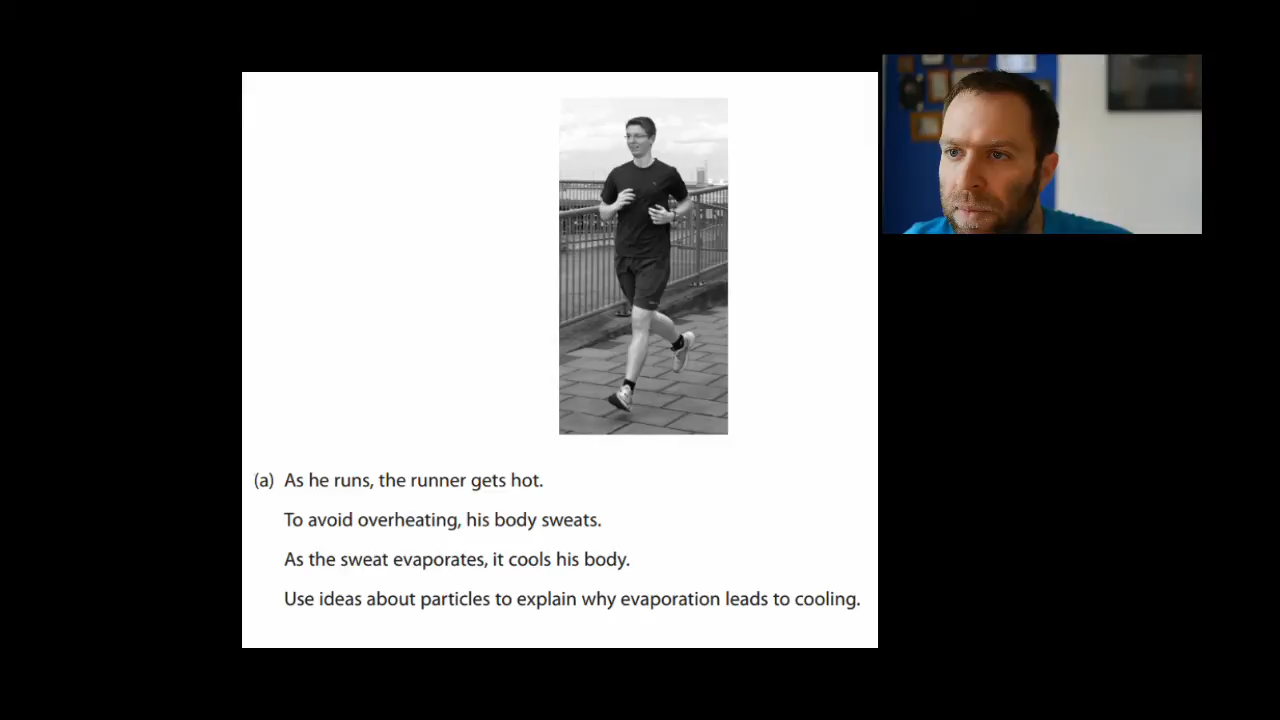 (a) As he runs, the runner gets hot.
To avoid overheating, his body sweats.
As the sweat evaporates, it cools his body.
Use ideas about particles to explain why evaporation leads to cooling.